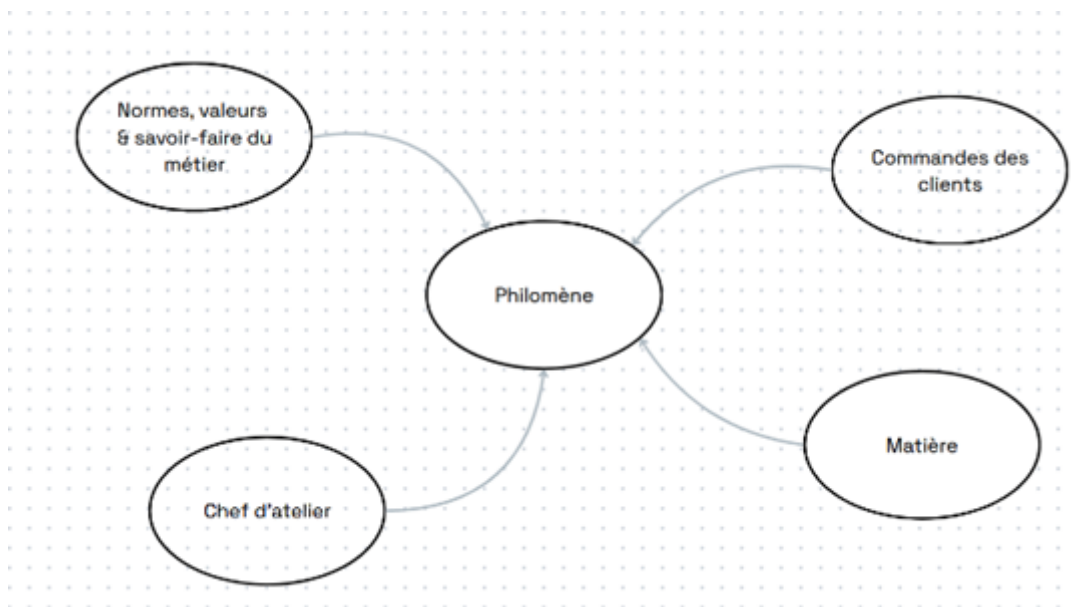 Normes, valeurs
& savoir-faire du
métier
Commandes des
clients
Philomène
Matière
Chef d'atelier